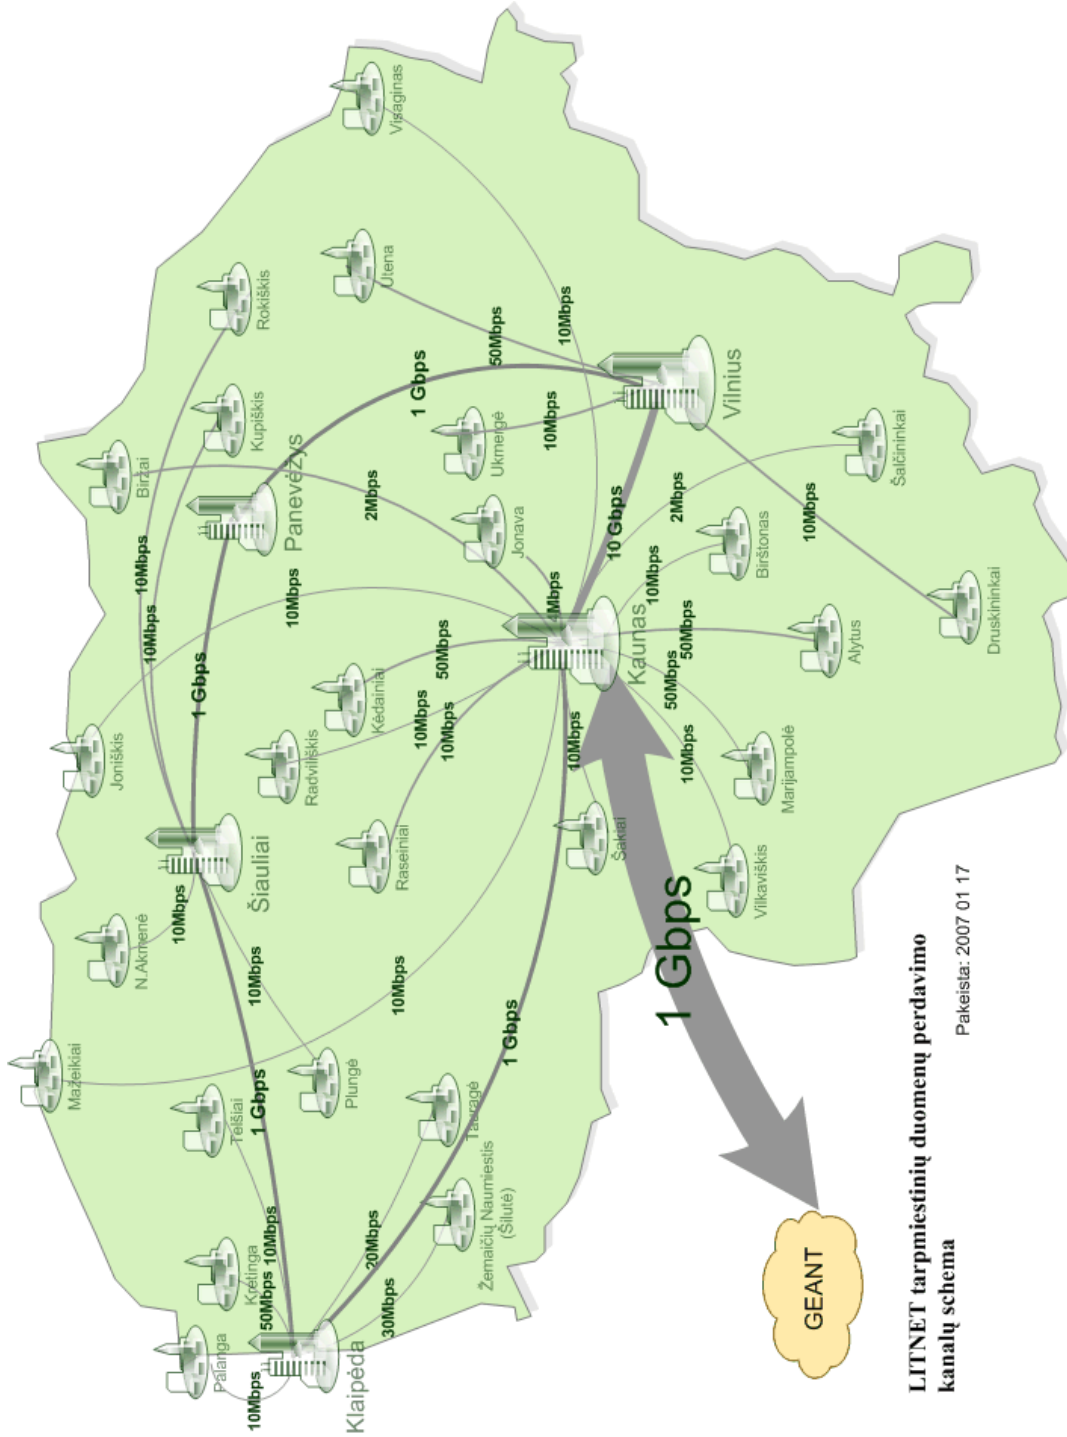 Mažeikiai
Joniškis
N.Akmenė
Biržai
10Mbps
10Mbps
10Mbps
1 Gbps
Palanga
10Mbps
Telšiai
10Mbps
1 Gbps
Šiauliai
Kupiškis
Rokiškis
Kretinga
50Mbps
10Mbps
Panevėžys
10Mbps
Radviliškis
Klaipėda
Plungė
20Mbps
30Mbps
Kėdainiai
2Mbps
Utena
Visaginas
10Mbps
Raseiniai
10Mbps
10Mbps
50Mbps
1 Gbps
Tauragė
Žemaičių Naumiestis
(Šilutė)
1 Gbps
Jonava
Ukmergė
50Mbps
10Mbps
10Mbps
10Mbps
Šakiai
10 Gbps
Kaunas
10Mbps
1 Gbps
50Mbps
50Mbps
2Mbps
10Mbps
Vilnius
Vilkaviškis
Birštonas
Marijampolė
10Mbps
GEANT
Alytus
Šalčininkai
Druskininkai
LITNET tarpmiestinių duomenų perdavimo
kanalų schema
Pakeista: 2007 01 17